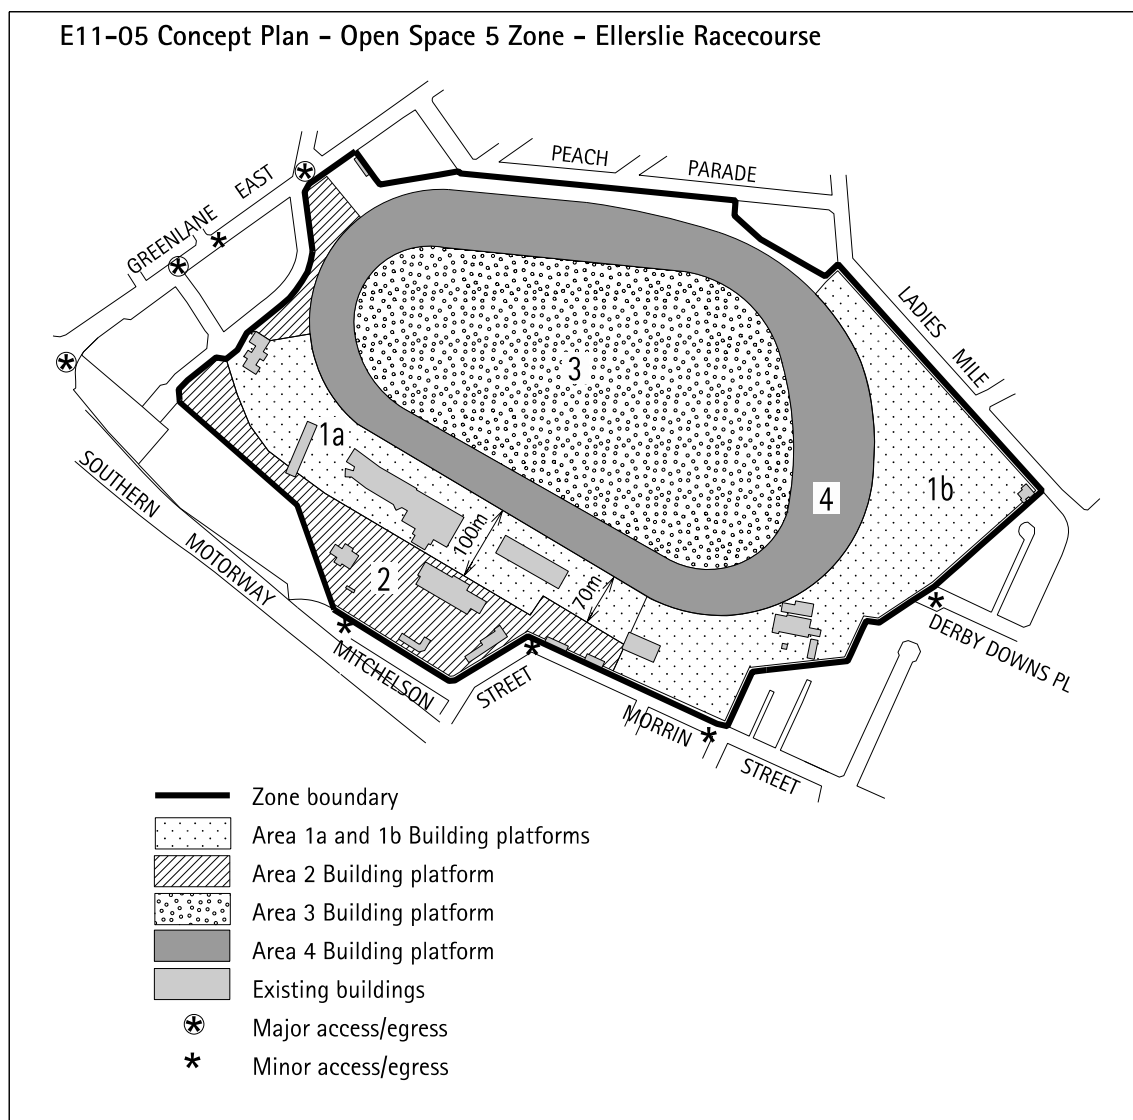 E11-05 Concept Plan - Open Space 5 Zone - Ellerslie Racecourse
PEACH PARADE
GREENLANE EAST
LADIES MILE
3
1a
1b
4
100m
2
70m
SOUTHERN MOTORWAY
MITCHELSON STREET
DERBY DOWNS PL
MORRIN STREET
Zone boundary
Area 1a and 1b Building platforms
Area 2 Building platform
Area 3 Building platform
Area 4 Building platform
Existing buildings
Major access/egress
Minor access/egress